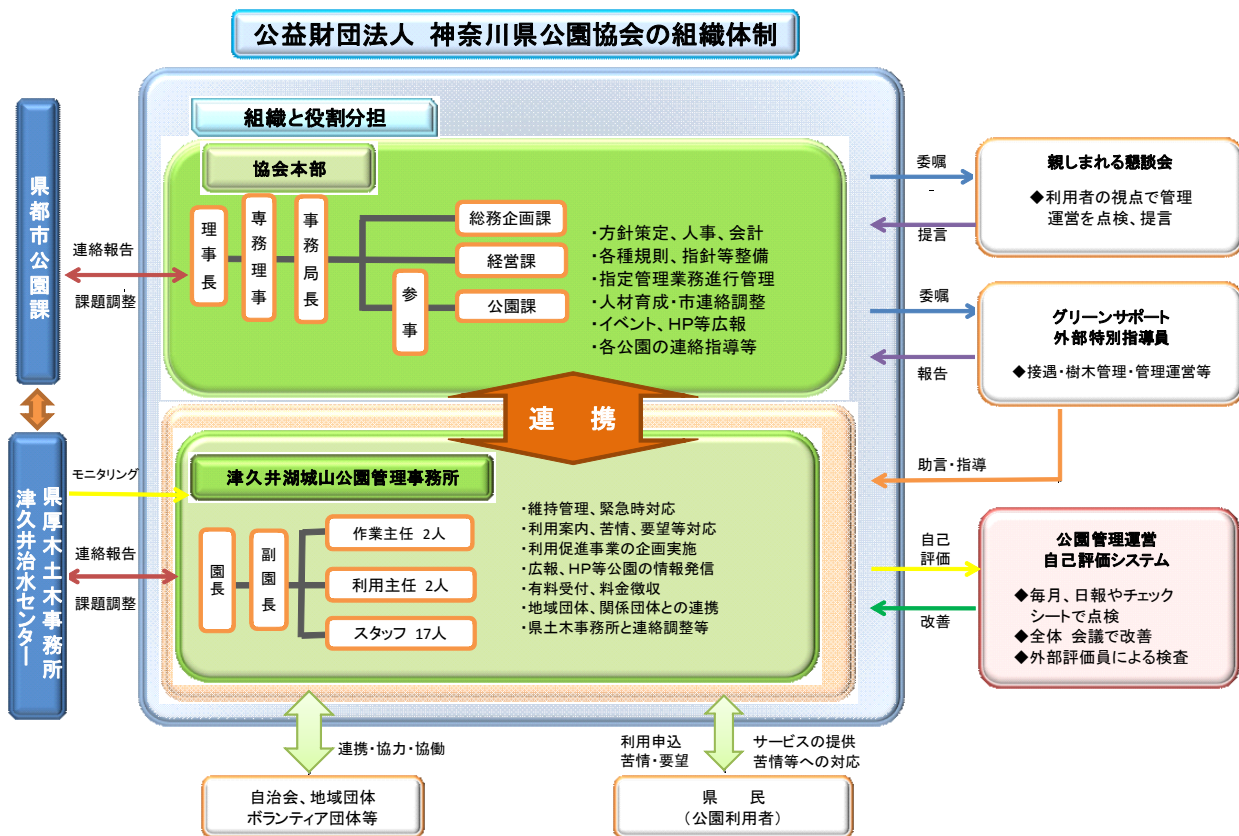 公益財団法人 神奈川県公園協会の組織体制
組織と役割分担
協会本部
理事長
専務理事
事務局長
参事
総務企画課
経営課
公園課
・方針策定、人事、会計
・各種規則、指針等整備
・指定管理業務進行管理
・人材育成・市連絡調整
・イベント、HP等広報
・各公園の連絡指導等
連 携
津久井湖城山公園管理事務所
園長
副園長
作業主任 2人
利用主任 2人
スタッフ 17人
・維持管理、緊急時対応
・利用案内、苦情、要望等対応
・利用促進事業の企画実施
・広報、HP等公園の情報発信
・有料受付、料金徴収
・地域団体、関係団体との連携
・県土木事務所と連絡調整等
県都市公園課
連絡報告
課題調整
県厚木土木事務所
津久井治水センター
モニタリング
連絡報告
課題調整
委嘱
提言
親しまれる懇談会
◆利用者の視点で管理
運営を点検、提言
委嘱
報告
グリーンサポート
外部特別指導員
◆接遇・樹木管理・管理運営等
助言・指導
自己
評価
改善
公園管理運営
自己評価システム
◆毎月、日報やチェック
シートで点検
◆全体 会議で改善
◆外部評価員による検査
連携・協力・協働
自治会、地域団体
ボランティア団体等
利用申込
苦情・要望
サービスの提供
苦情等への対応
県 民
(公園利用者)